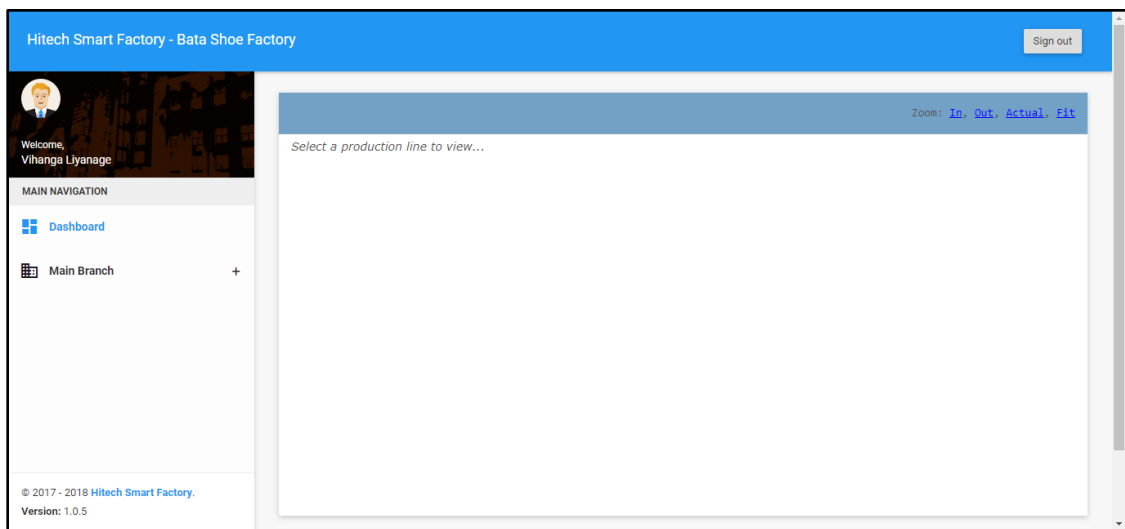 Hitech Smart Factory - Bata Shoe Factory
Sign out
Welcome,
Vihanga Liyanage
MAIN NAVIGATION
Dashboard
Main Branch +
© 2017 - 2018 Hitech Smart Factory.
Version: 1.0.5
Zoom: In, Out, Actual, Fit
Select a production line to view...